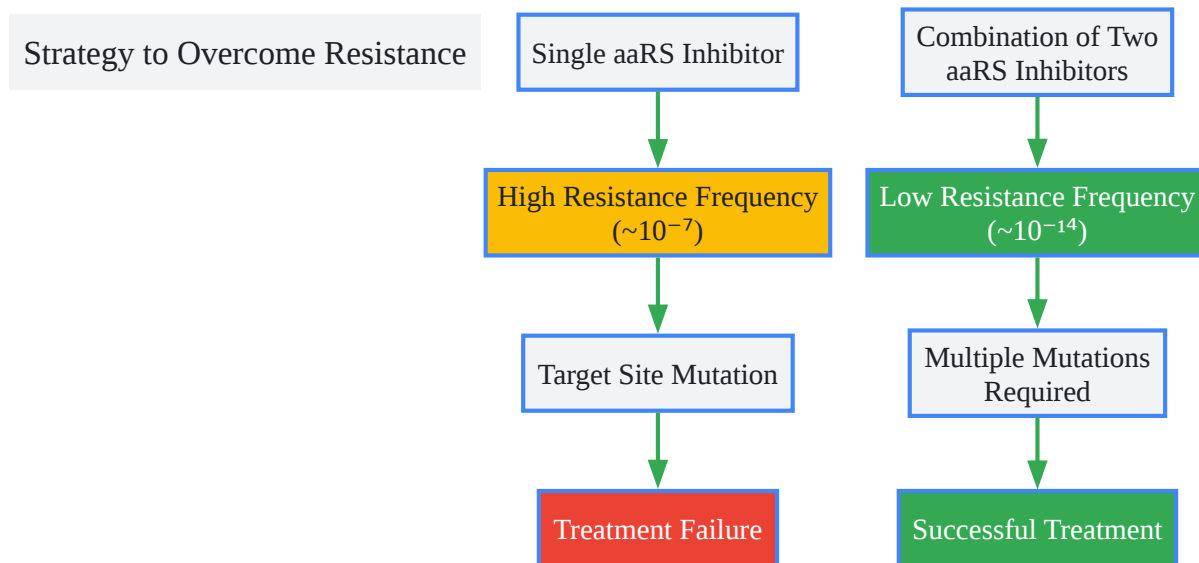 Strategy to Overcome Resistance
Single aaRS Inhibitor
High Resistance Frequency
(~10⁻⁷)
Target Site Mutation
Treatment Failure
Combination of Two
aaRS Inhibitors
Low Resistance Frequency
(~10⁻¹⁴)
Multiple Mutations
Required
Successful Treatment